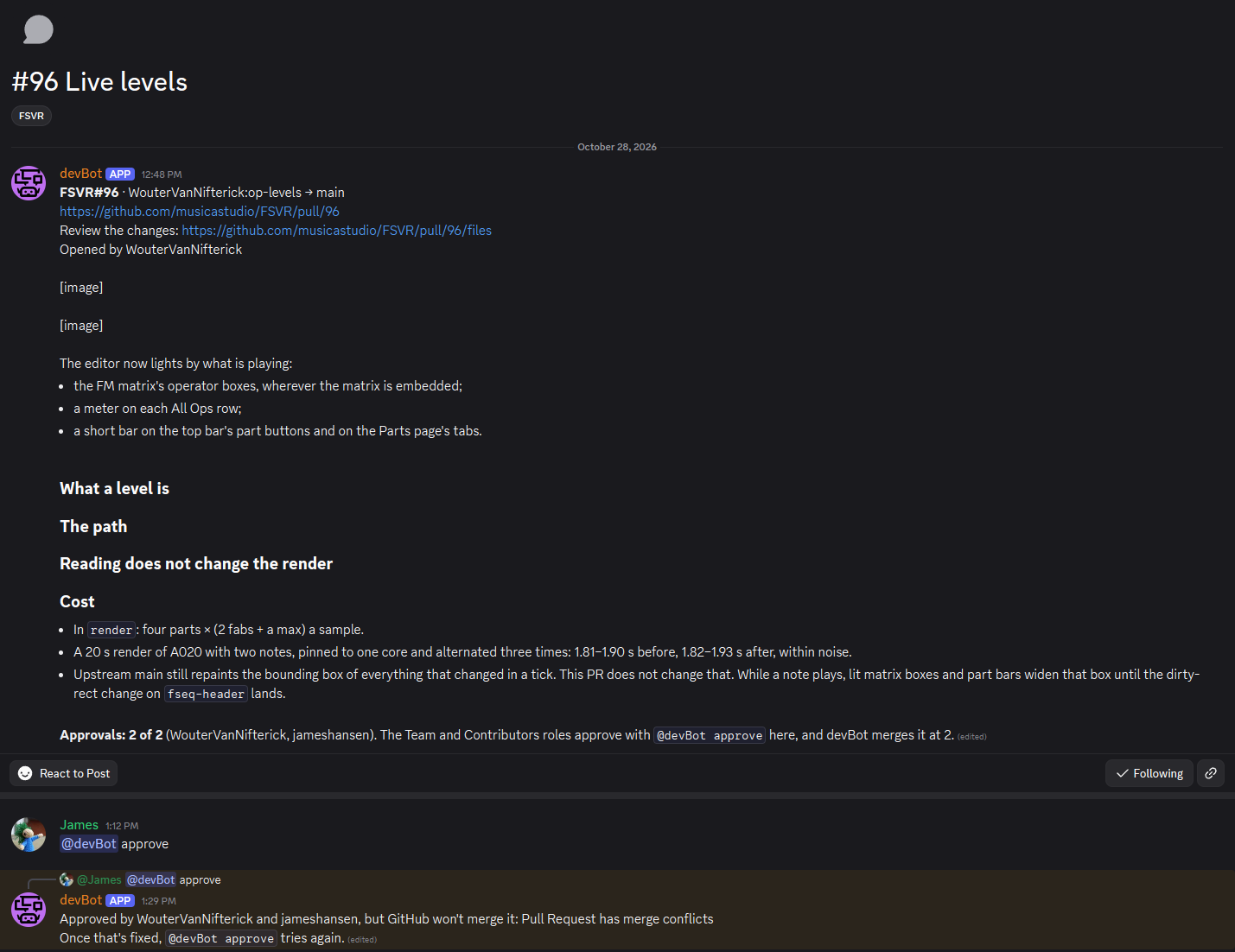 #96 Live levels
FSVR
October 28, 2026
devBot APP 12:48 PM
FSVR#96 · WouterVanNifterick:op-levels → main
https://github.com/musicastudio/FSVR/pull/96
Review the changes: https://github.com/musicastudio/FSVR/pull/96/files
Opened by WouterVanNifterick
[image]
[image]
The editor now lights by what is playing:
• the FM matrix's operator boxes, wherever the matrix is embedded;
• a meter on each All Ops row;
• a short bar on the top bar's part buttons and on the Parts page's tabs.
What a level is
The path
Reading does not change the render
Cost
• In render: four parts × (2 fabs + a max) a sample.
• A 20 s render of A020 with two notes, pinned to one core and alternated three times: 1.81–1.90 s before, 1.82–1.93 s after, within noise.
• Upstream main still repaints the bounding box of everything that changed in a tick. This PR does not change that. While a note plays, lit matrix boxes and part bars widen that box until the dirty-
rect change on fseq-header lands.
Approvals: 2 of 2 (WouterVanNifterick, jameshansen). The Team and Contributors roles approve with @devBot approve here, and devBot merges it at 2. (edited)
React to Post
Following
James 1:12 PM
@devBot approve
@James @devBot approve
devBot APP 1:29 PM
Approved by WouterVanNifterick and jameshansen, but GitHub won't merge it: Pull Request has merge conflicts
Once that's fixed, @devBot approve tries again. (edited)